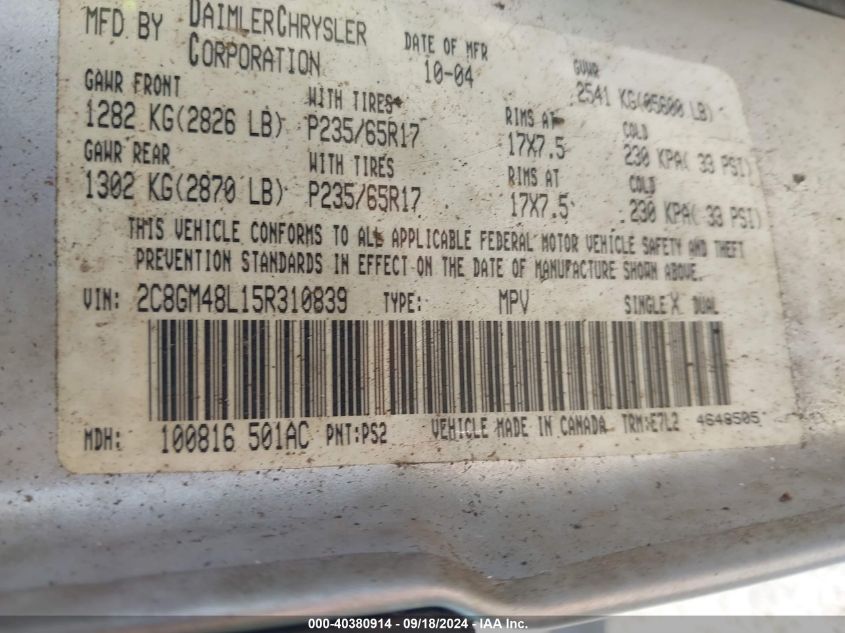 MFD BY DAIMLERCHRYSLER CORPORATION
DATE OF MFR 10-04
GVWR 2541 KG(05600 LB)
GAWR FRONT WITH TIRES RIMS AT COLD
1282 KG(2826 LB) P235/65R17 17X7.5 230 KPA( 33 PSI)
GAWR REAR WITH TIRES RIMS AT COLD
1302 KG(2870 LB) P235/65R17 17X7.5 230 KPA( 33 PSI)
THIS VEHICLE CONFORMS TO ALL APPLICABLE FEDERAL MOTOR VEHICLE SAFETY AND THEFT
PREVENTION STANDARDS IN EFFECT ON THE DATE OF MANUFACTURE SHOWN ABOVE.
VIN: 2C8GM48L15R310839 TYPE: MPV SINGLE X DUAL
MDH: 100816 501AC PNT:PS2 VEHICLE MADE IN CANADA TRM:E7L2 4648505
000-40380914 - 09/18/2024 - IAA Inc.